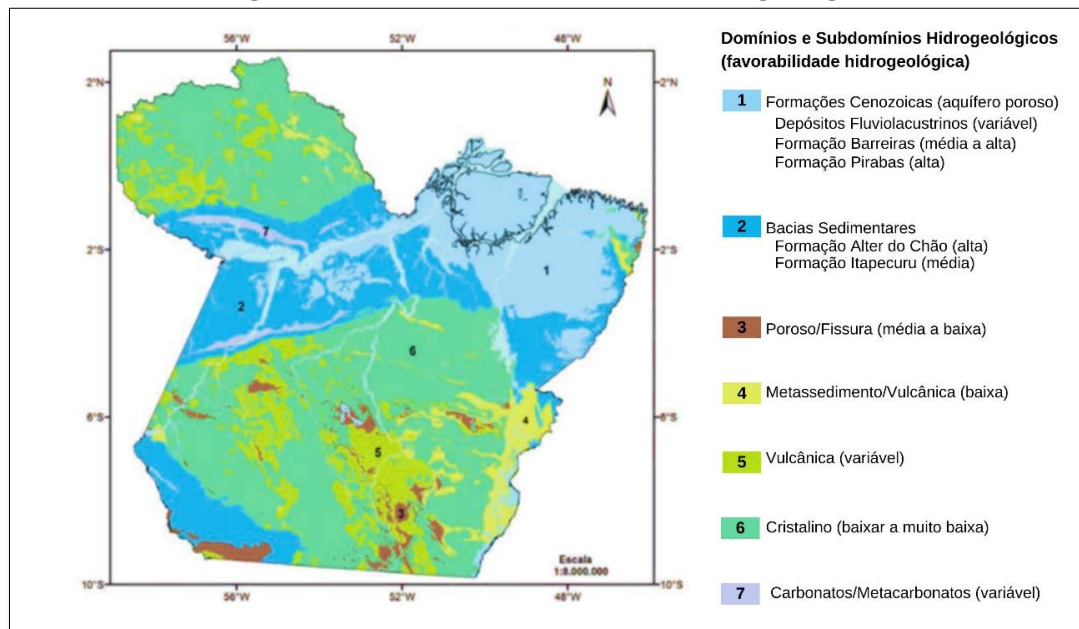 Domínios e Subdomínios Hidrogeológicos
(favorabilidade hidrogeológica)
1 Formações Cenozoicas (aquífero poroso)
Depósitos Fluviolacustrinos (variável)
Formação Barreiras (média a alta)
Formação Pirabas (alta)
2 Bacias Sedimentares
Formação Alter do Chão (alta)
Formação Itapecuru (média)
3 Poroso/Fissura (média a baixa)
4 Metassedimento/Vulcânica (baixa)
5 Vulcânica (variável)
6 Cristalino (baixar a muito baixa)
7 Carbonatos/Metacarbonatos (variável)
56°W 52°W 48°W
2°N 2°N
N
7
2°S 2°S
1
2
6
6°S 6°S
4
5
3
Escala
1:8.000.000
10°S 10°S
56°W 52°W 48°W